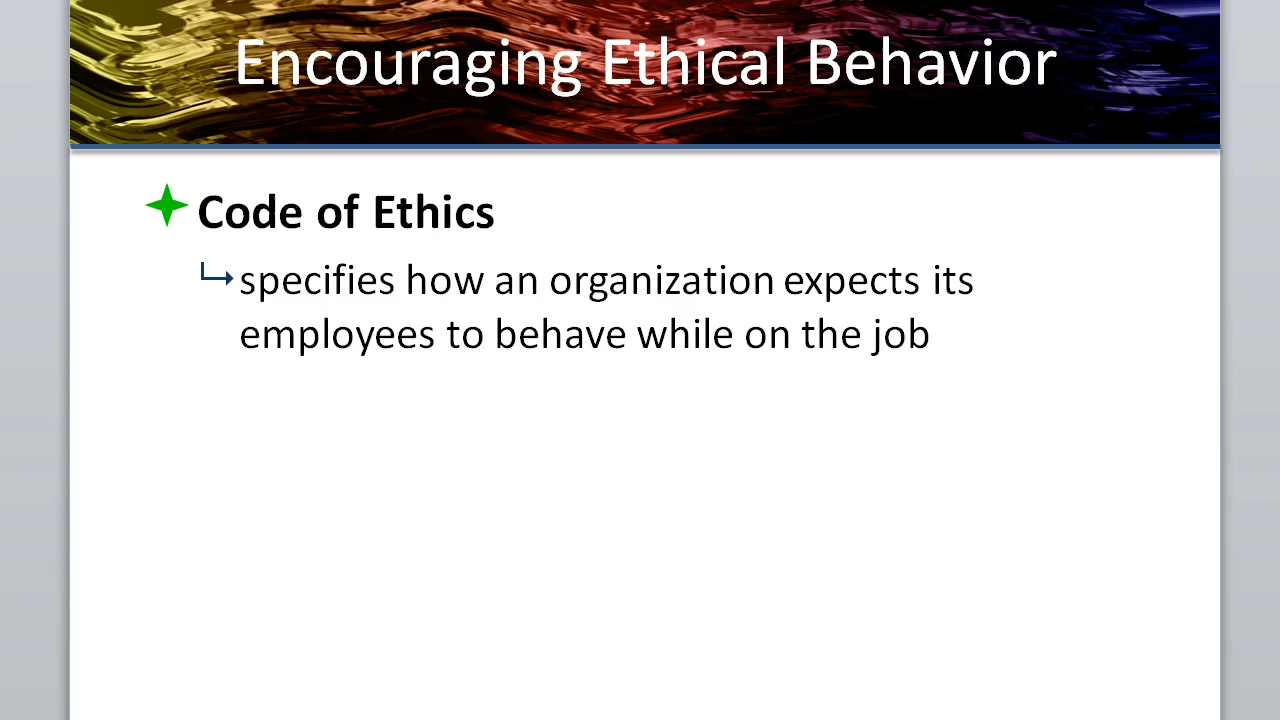 Encouraging Ethical Behavior
Code of Ethics
specifies how an organization expects its
employees to behave while on the job